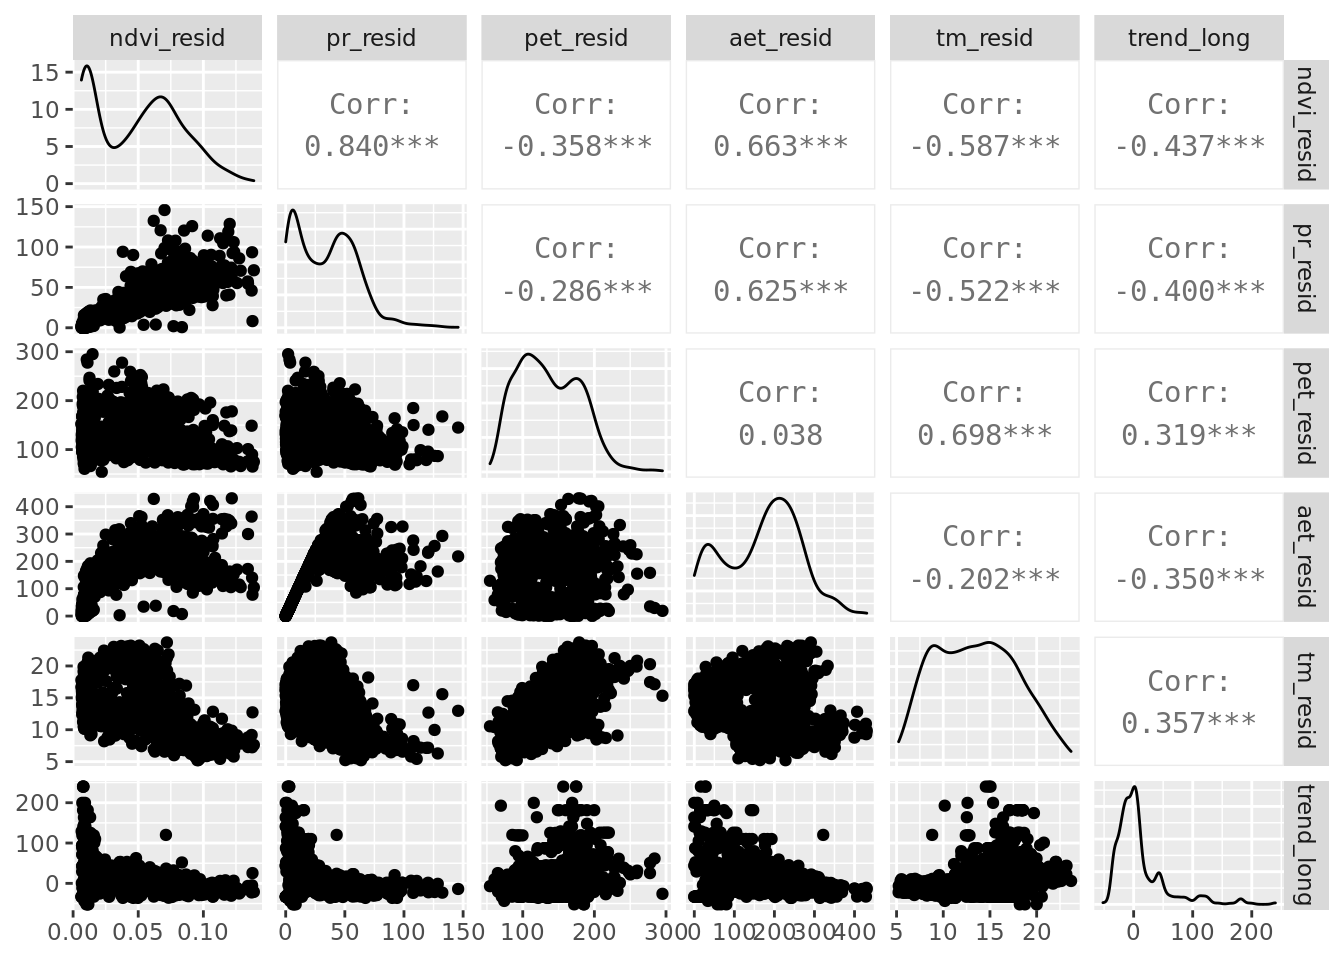 ndvi_resid pr_resid pet_resid aet_resid tm_resid trend_long
15
10
5
0
Corr:
0.840***
Corr:
-0.358***
Corr:
0.663***
Corr:
-0.587***
Corr:
-0.437***
ndvi_resid
150
100
50
0
Corr:
-0.286***
Corr:
0.625***
Corr:
-0.522***
Corr:
-0.400***
pr_resid
300
200
100
Corr:
0.038
Corr:
0.698***
Corr:
0.319***
pet_resid
400
300
200
100
0
Corr:
-0.202***
Corr:
-0.350***
aet_resid
20
15
10
5
Corr:
0.357***
tm_resid
200
100
0
trend_long
0.00 0.05 0.10
0 50 100 150
100 200 300
0 100 200 300 400
5 10 15 20
0 100 200